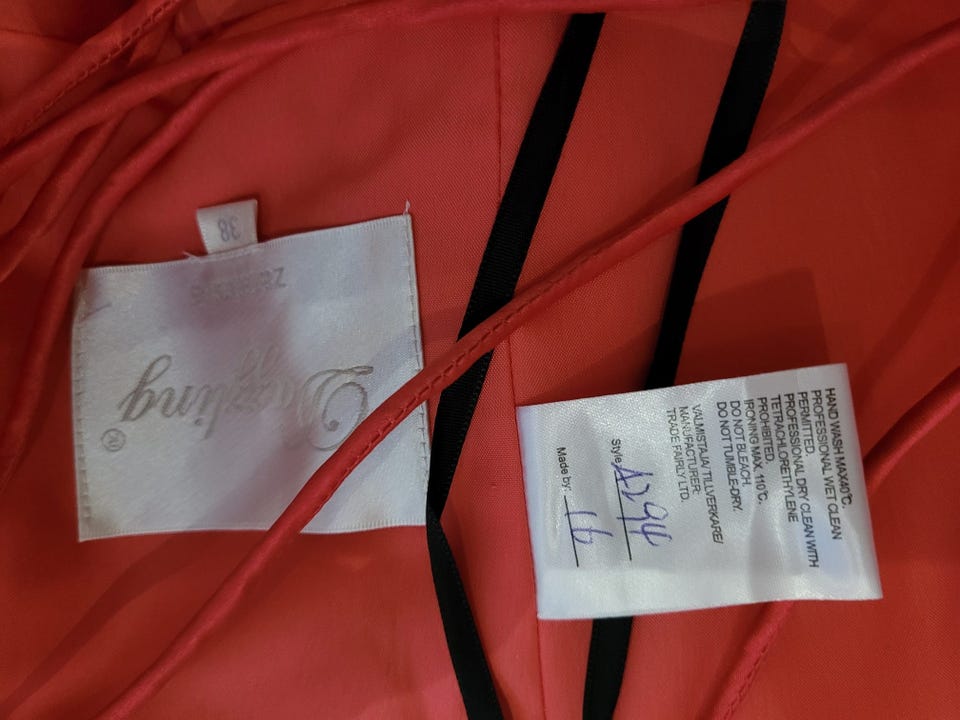 38
Dazzling®
HAND WASH MAX40℃.
PROFESSIONAL WET CLEAN
PERMITTED.
PROFESSIONAL DRY CLEAN WITH
TETRACHLORETHYLENE
PROHIBITED.
IRONING MAX, 110℃.
DO NOT BLEACH.
DO NOT TUMBLE-DRY.
VALMISTAJA/ TILLVERKARE/
MANUFACTURER:
TRADE FAIRLY LTD.
Style A294
Made by: 16